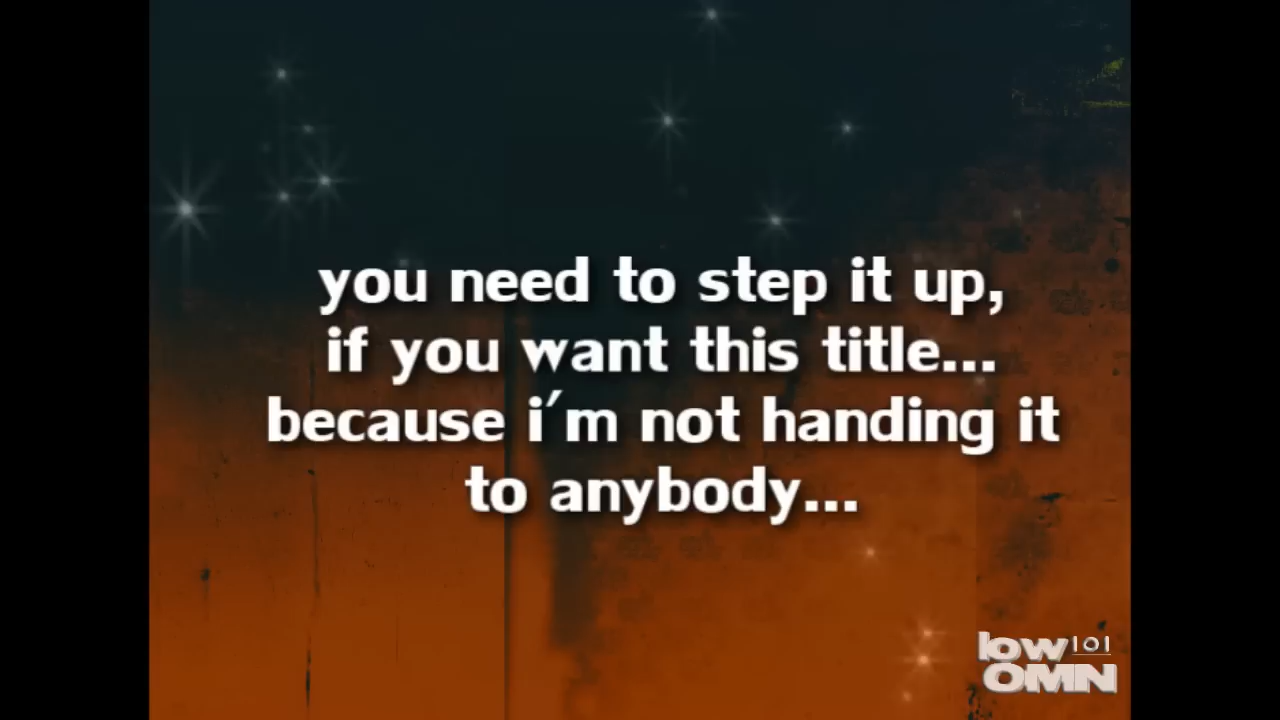 you need to step it up,
if you want this title...
because i´m not handing it
to anybody...
low 101
OMN